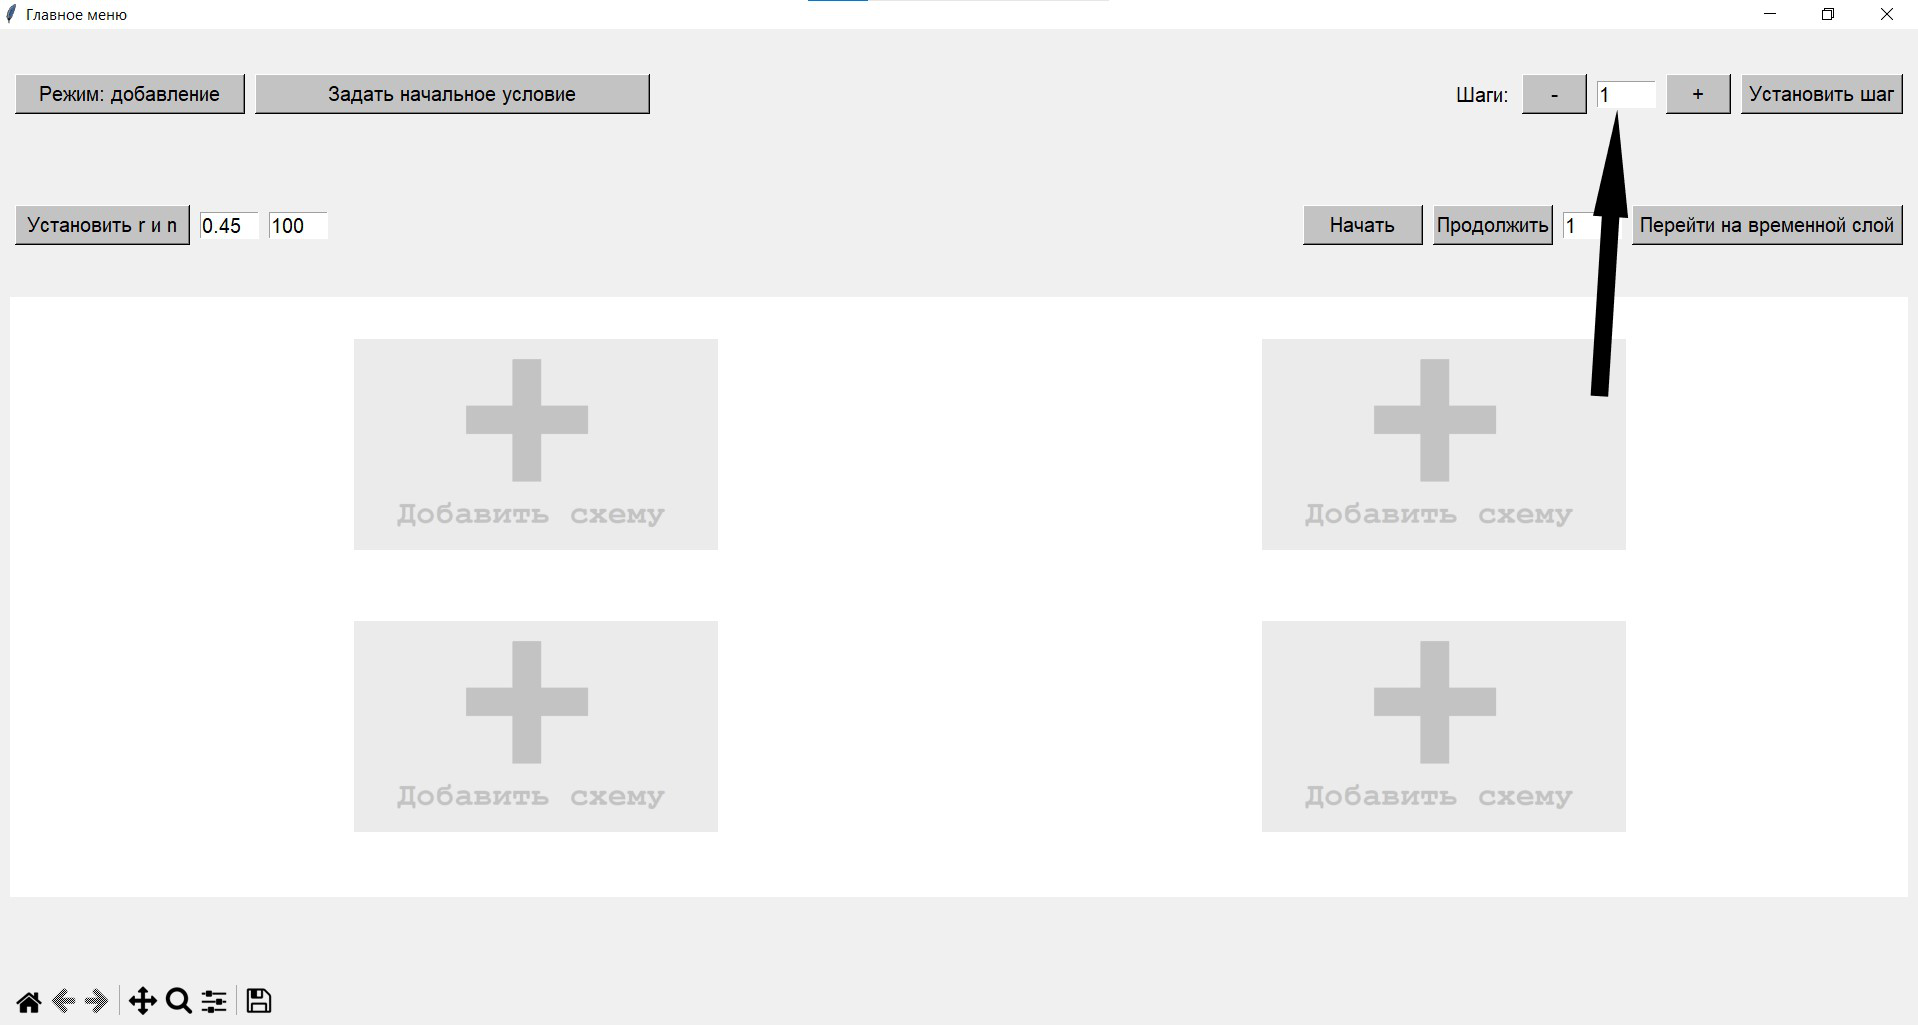 Главное меню
Режим: добавление Задать начальное условие Шаги: - 1 + Установить шаг
Установить r и n 0.45 100 Начать Продолжить 1 Перейти на временной слой
Добавить схему Добавить схему
Добавить схему Добавить схему